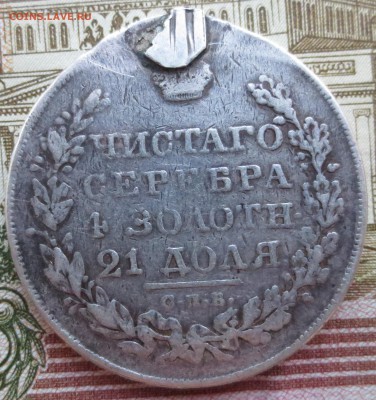 COINS.LAVE.RU
ЧИСТАГО
СЕРЕБРА
4 ЗОЛОТН.
21 ДОЛЯ
С.П.Б.